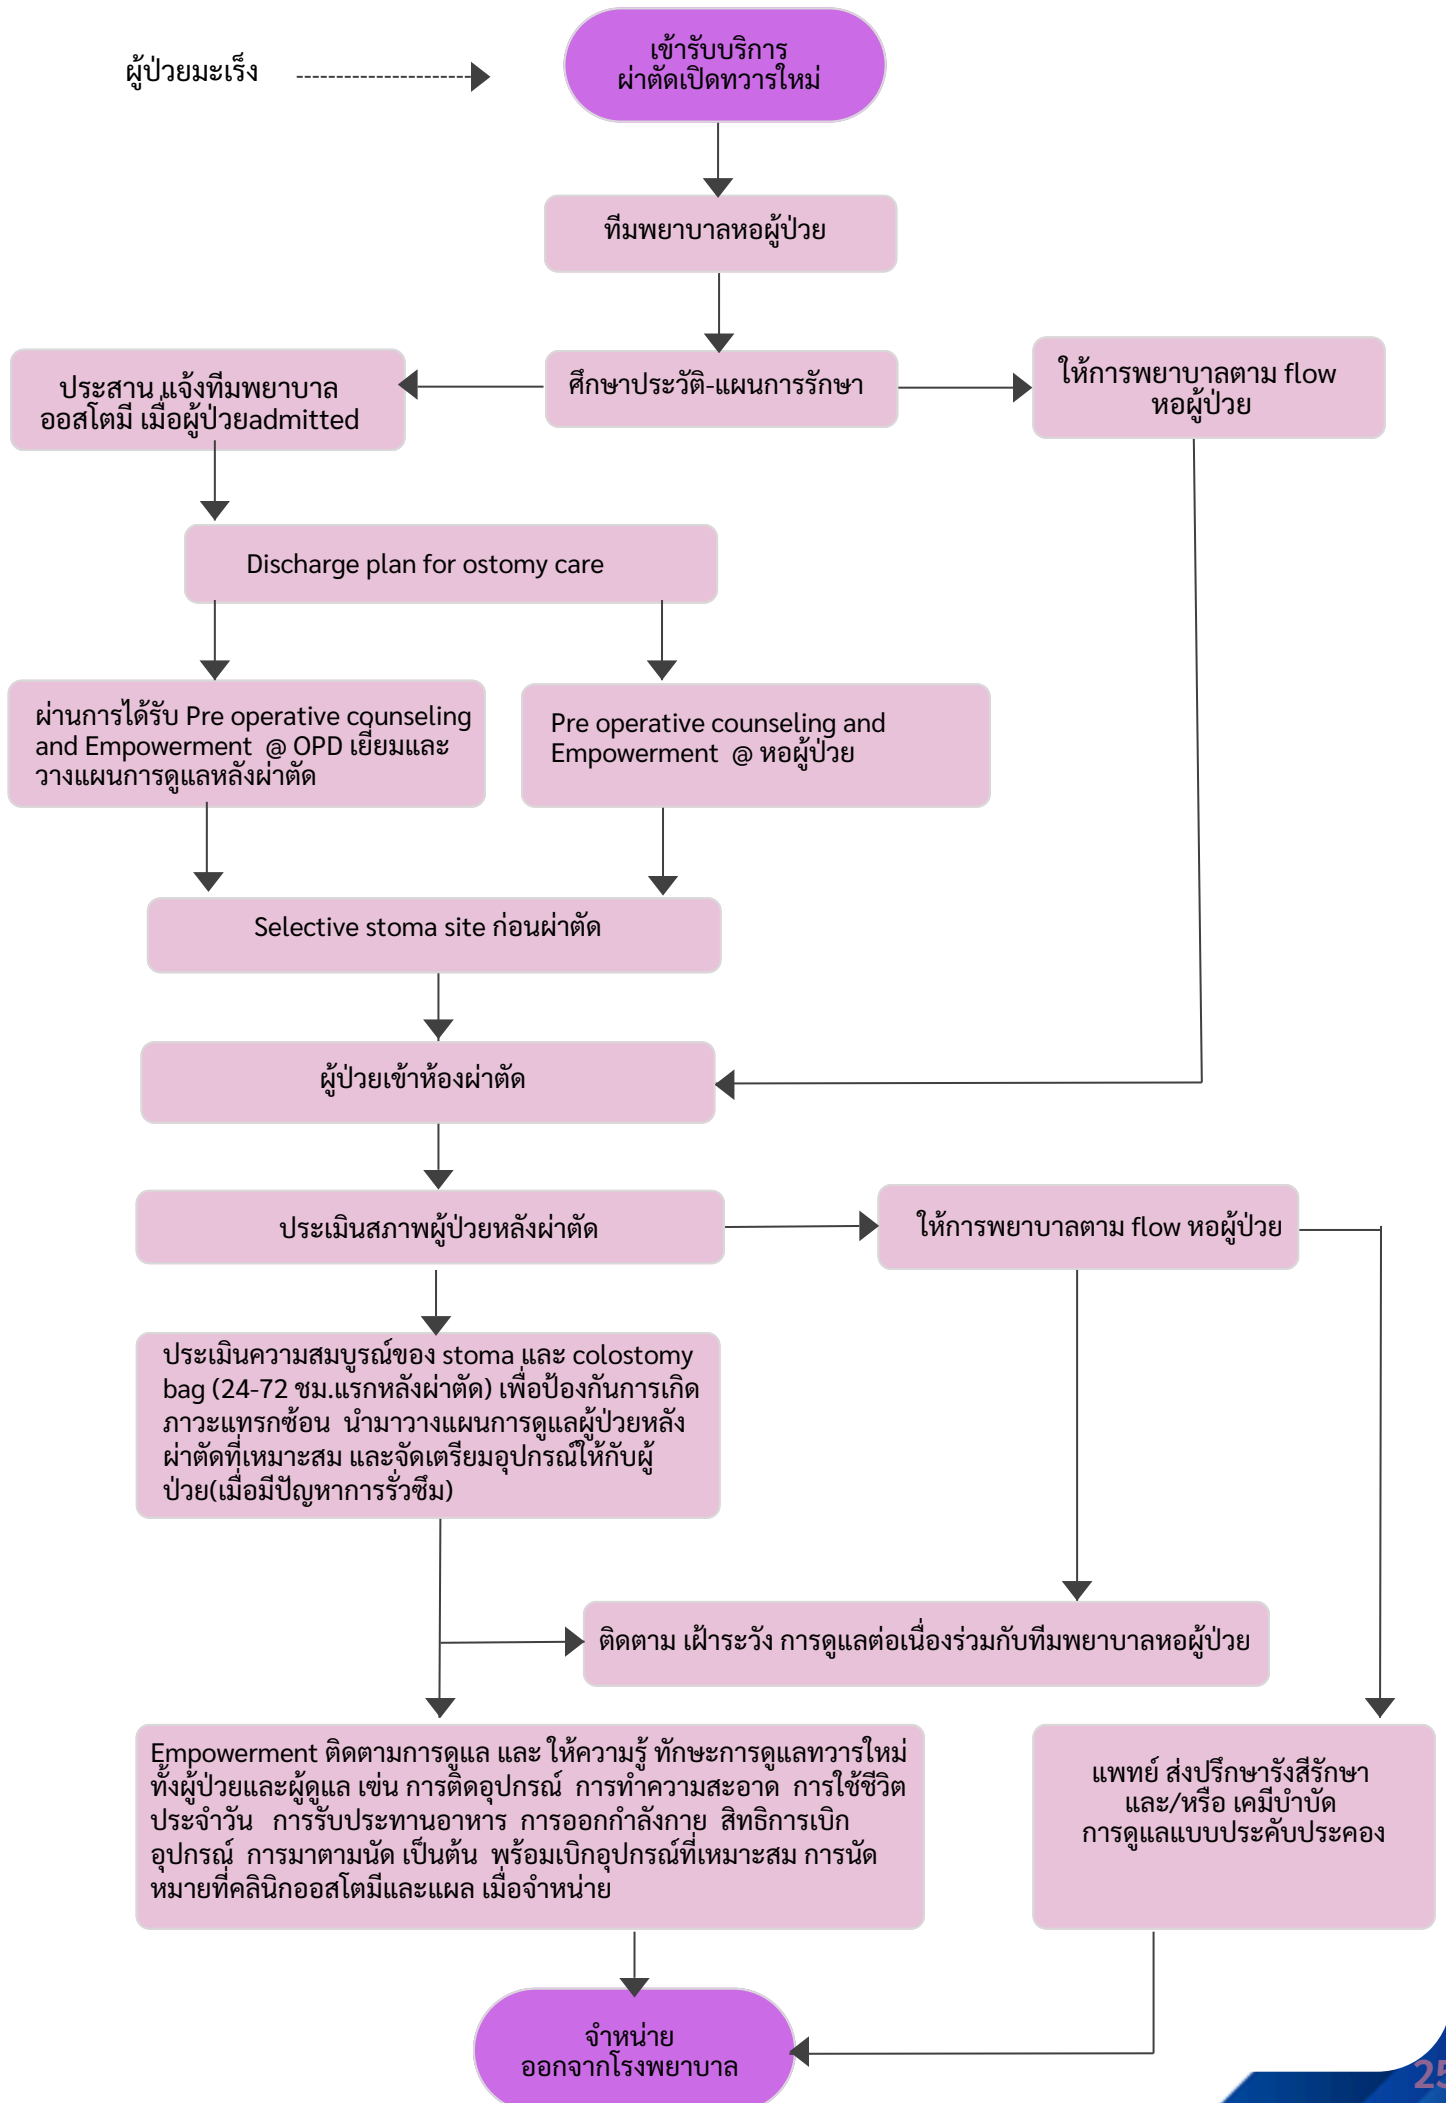 ผู้ป่วยมะเร็ง
เข้ารับบริการ
ผ่าตัดเปิดทวารใหม่
ทีมพยาบาลหอผู้ป่วย
ประสาน แจ้งทีมพยาบาล
ออสโตมี เมื่อผู้ป่วยadmitted
ศึกษาประวัติ-แผนการรักษา
ให้การพยาบาลตาม flow
หอผู้ป่วย
Discharge plan for ostomy care
ผ่านการได้รับ Pre operative counseling
and Empowerment @ OPD เยี่ยมและ
วางแผนการดูแลหลังผ่าตัด
Pre operative counseling and
Empowerment @ หอผู้ป่วย
Selective stoma site ก่อนผ่าตัด
ผู้ป่วยเข้าห้องผ่าตัด
ประเมินสภาพผู้ป่วยหลังผ่าตัด
ให้การพยาบาลตาม flow หอผู้ป่วย
ประเมินความสมบูรณ์ของ stoma และ colostomy
bag (24-72 ชม.แรกหลังผ่าตัด) เพื่อป้องกันการเกิด
ภาวะแทรกซ้อน นำมาวางแผนการดูแลผู้ป่วยหลัง
ผ่าตัดที่เหมาะสม และจัดเตรียมอุปกรณ์ให้กับผู้
ป่วย(เมื่อมีปัญหาการรั่วซึม)
ติดตาม เฝ้าระวัง การดูแลต่อเนื่องร่วมกับทีมพยาบาลหอผู้ป่วย
Empowerment ติดตามการดูแล และ ให้ความรู้ ทักษะการดูแลทวารใหม่
ทั้งผู้ป่วยและผู้ดูแล เช่น การติดอุปกรณ์ การทำความสะอาด การใช้ชีวิต
ประจำวัน การรับประทานอาหาร การออกกำลังกาย สิทธิการเบิก
อุปกรณ์ การมาตามนัด เป็นต้น พร้อมเบิกอุปกรณ์ที่เหมาะสม การนัด
หมายที่คลินิกออสโตมีและแผล เมื่อจำหน่าย
แพทย์ ส่งปรึกษารังสีรักษา
และ/หรือ เคมีบำบัด
การดูแลแบบประคับประคอง
จำหน่าย
ออกจากโรงพยาบาล
25